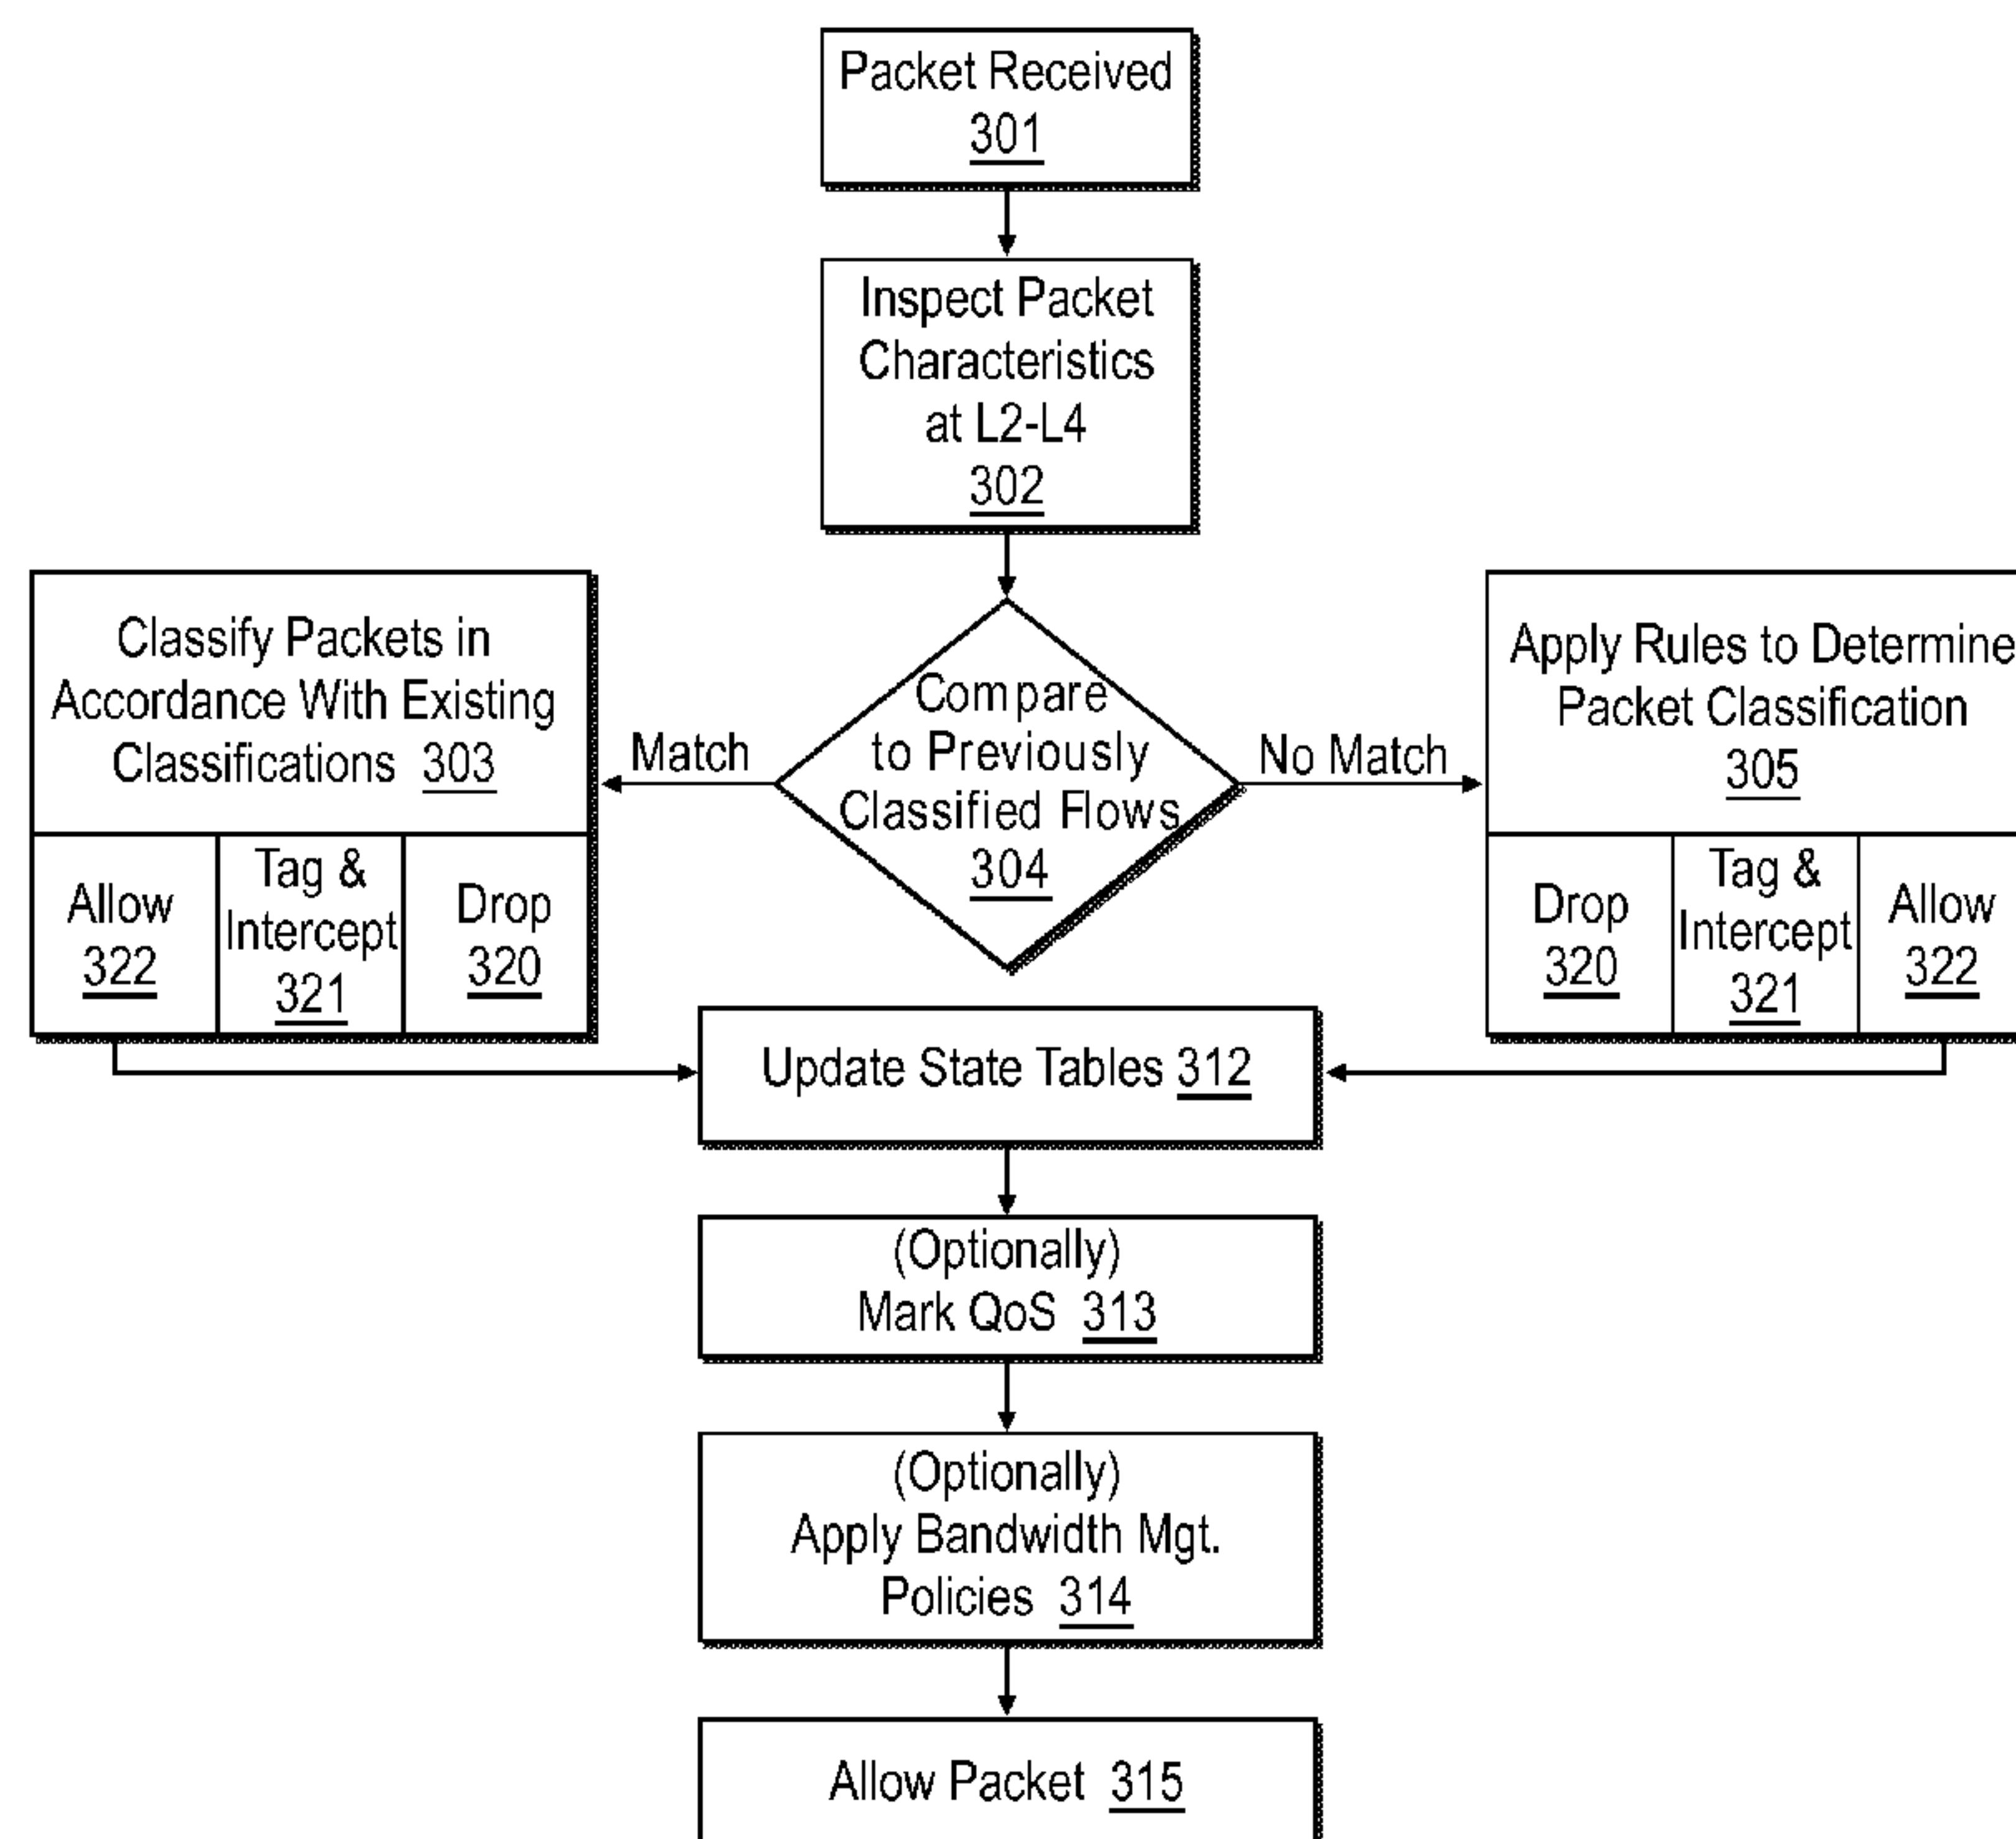 Packet Received
301
Inspect Packet
Characteristics
at L2-L4
302
Classify Packets in
Accordance With Existing
Classifications 303
Allow
322
Tag &
Intercept
321
Drop
320
Match
Compare
to Previously
Classified Flows
304
No Match
Apply Rules to Determine
Packet Classification
305
Drop
320
Tag &
Intercept
321
Allow
322
Update State Tables 312
(Optionally)
Mark QoS 313
(Optionally)
Apply Bandwidth Mgt.
Policies 314
Allow Packet 315